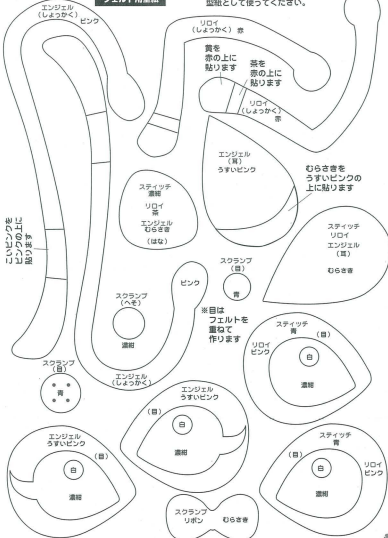 型紙として使ってください。
エンジェル
(しょっかく)
ピンク
リロイ
(しょっかく) 赤
黄を
赤の上に
貼ります
茶を
赤の上に
貼ります
リロイ
(しょっかく)
赤
エンジェル
(耳)
うすいピンク
むらさきを
うすいピンクの
上に貼ります
スティッチ
濃紺
リロイ
茶
エンジェル
むらさき
(はな)
こいピンクを
ピンクの上に
貼ります
スティッチ
リロイ
エンジェル
(耳)
むらさき
スクランプ
(目)
青
ピンク
スクランプ
(へそ)
濃紺
※目は
フェルトを
重ねて
作ります
スティッチ
青
(目)
リロイ
ピンク
白
濃紺
スクランプ
(目)
青
エンジェル
(しょっかく)
エンジェル
うすいピンク
(目)
白
濃紺
エンジェル
うすいピンク
(目)
白
濃紺
スティッチ
青
(目)
リロイ
ピンク
白
濃紺
スクランプ
リボン
むらさき